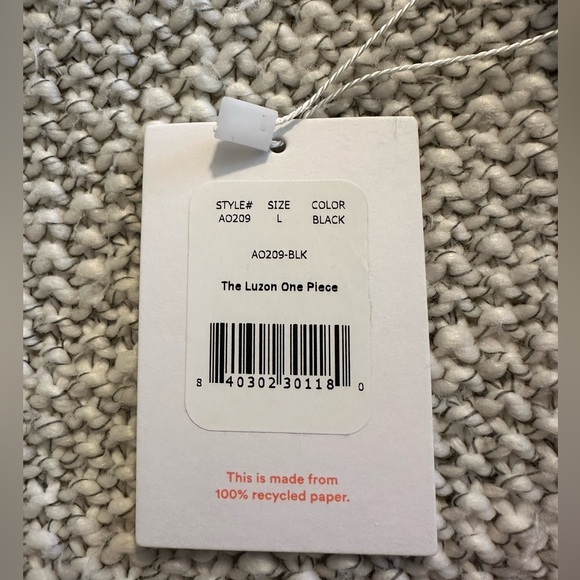 STYLE# SIZE COLOR
AO209 L BLACK
AO209-BLK
The Luzon One Piece
8 40302 30118 0
This is made from
100% recycled paper.